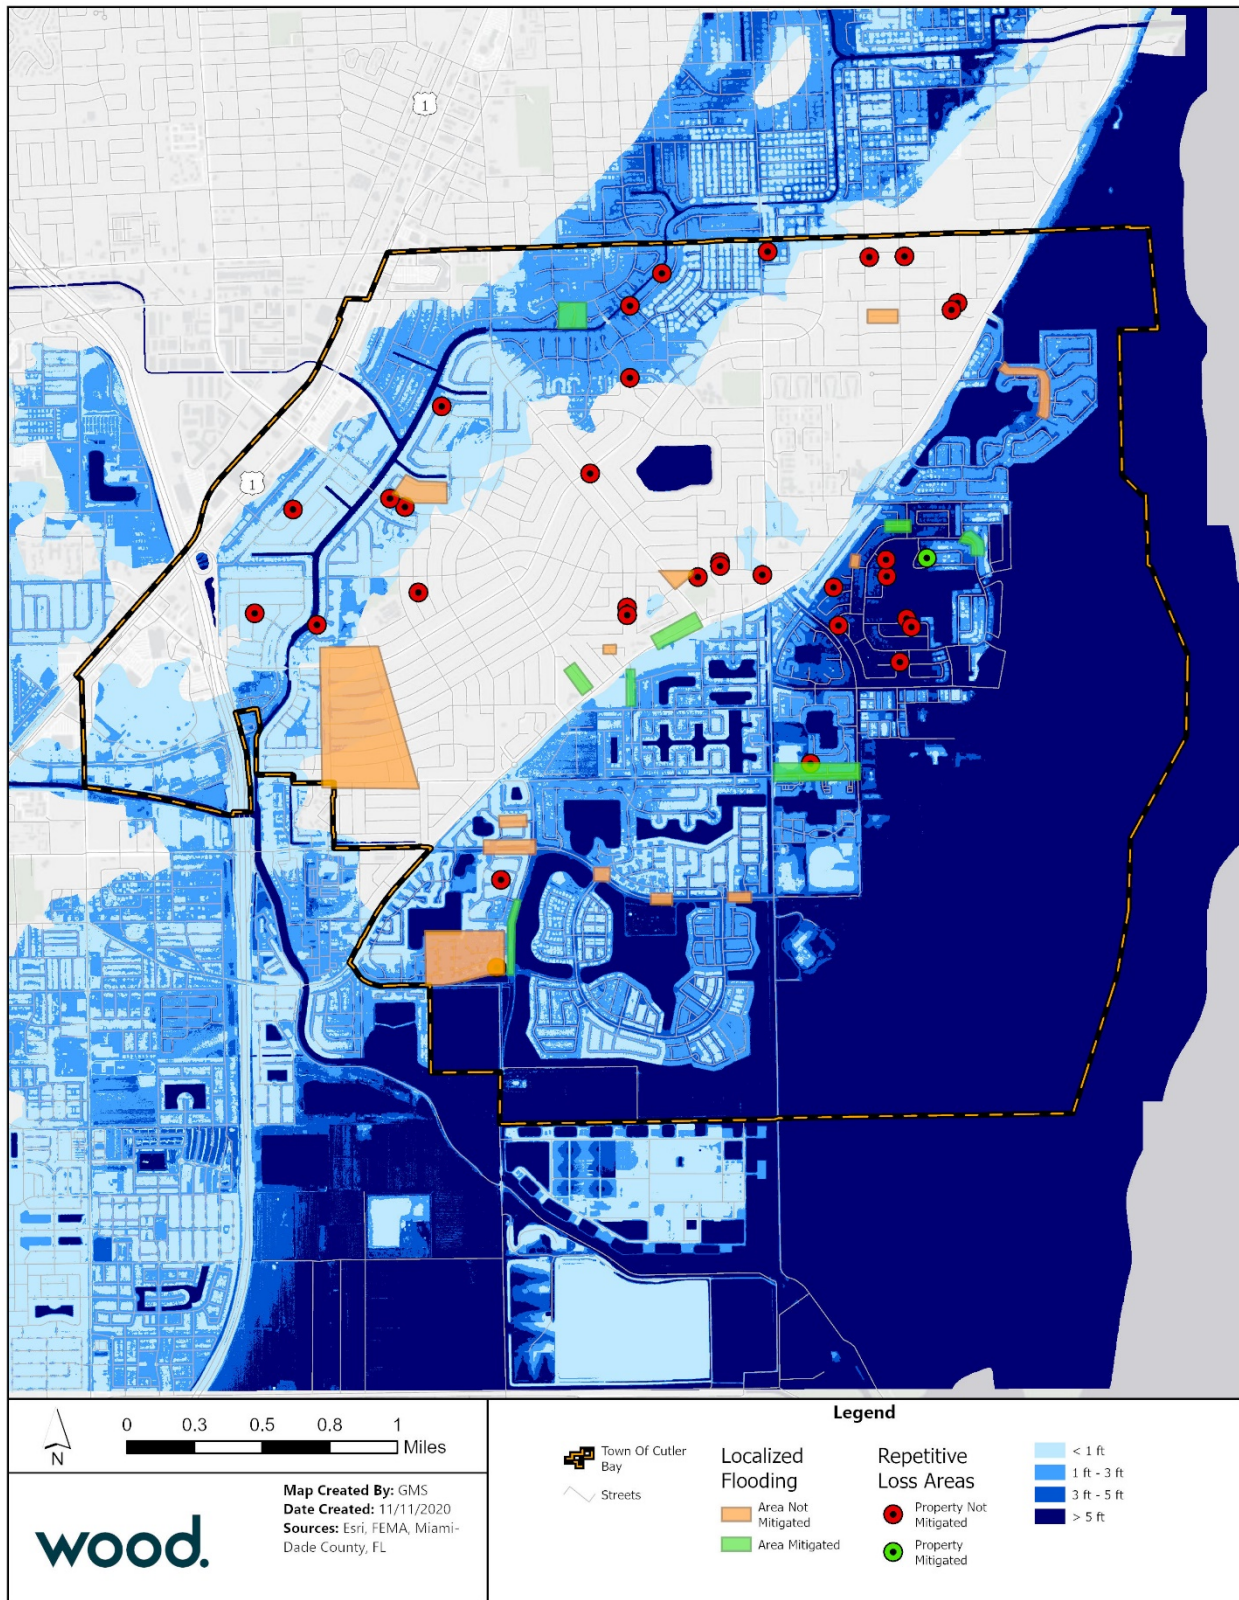 1
1
0 0.3 0.5 0.8 1
Miles
N
Map Created By: GMS
Date Created: 11/11/2020
Sources: Esri, FEMA, Miami-
Dade County, FL
wood.
Legend
Town Of Cutler
Bay
Streets
Localized
Flooding
Area Not
Mitigated
Area Mitigated
Repetitive
Loss Areas
Property Not
Mitigated
Property
Mitigated
< 1 ft
1 ft - 3 ft
3 ft - 5 ft
> 5 ft